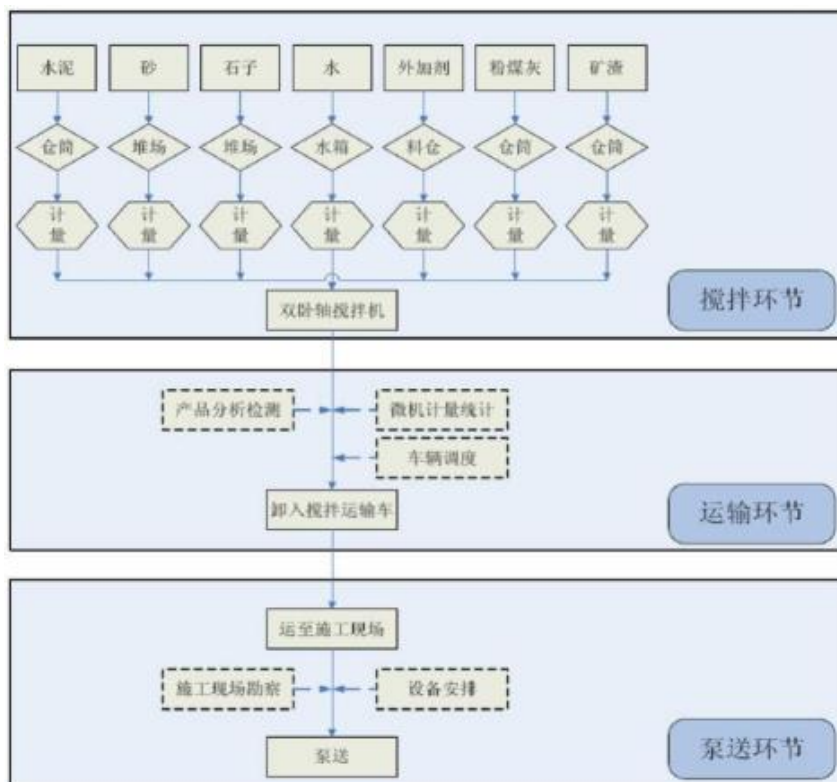 水泥
砂
石子
水
外加剂
粉煤灰
矿渣
仓筒
堆场
堆场
水箱
料仓
仓筒
仓筒
计
量
计
量
计
量
计
量
计
量
计
量
计
量
双卧轴搅拌机
搅拌环节
产品分析检测
微机计量统计
车辆调度
卸入搅拌运输车
运输环节
运至施工现场
施工现场勘察
设备安排
泵送
泵送环节